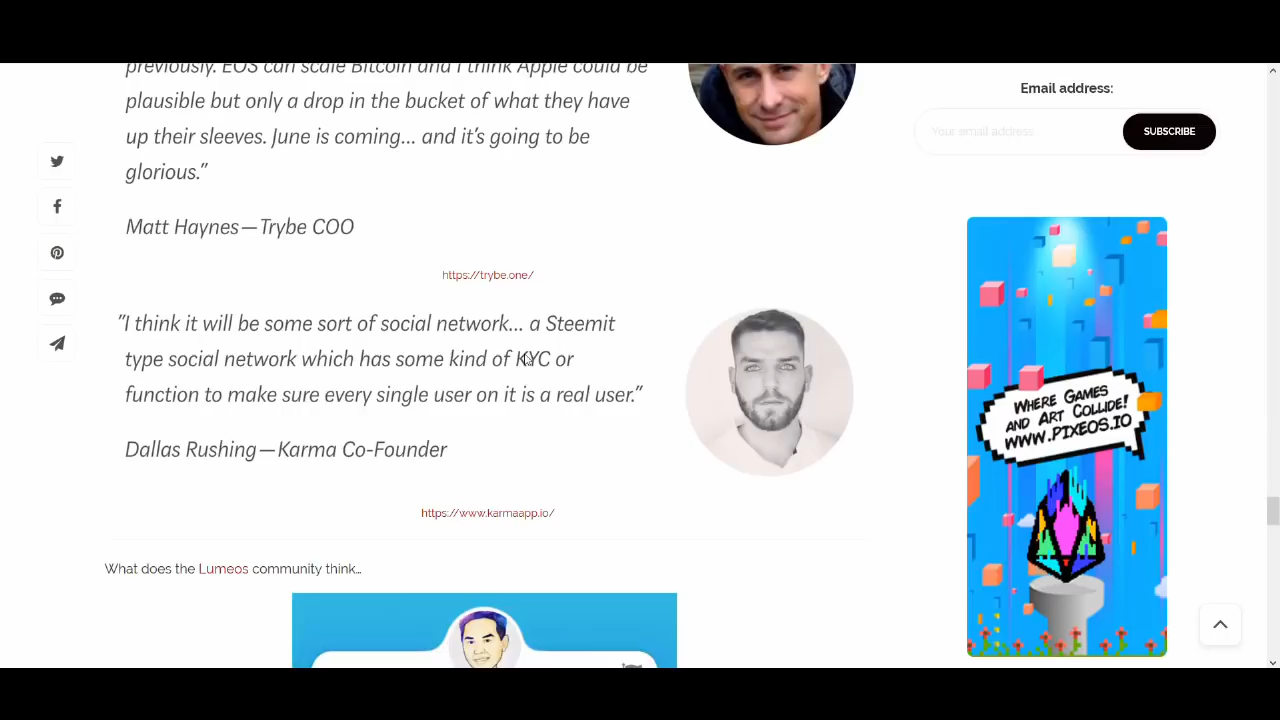 previously. EOS can scale Bitcoin and I think Apple could be
plausible but only a drop in the bucket of what they have
up their sleeves. June is coming... and it's going to be
glorious.”
Matt Haynes—Trybe COO
https://trybe.one/
”I think it will be some sort of social network... a Steemit
type social network which has some kind of KYC or
function to make sure every single user on it is a real user.”
Dallas Rushing—Karma Co-Founder
https://www.karmaapp.io/
What does the Lumeos community think...
Email address:
Your email address
SUBSCRIBE
WHERE GAMES
AND ART COLLIDE!
WWW.PIXEOS.IO